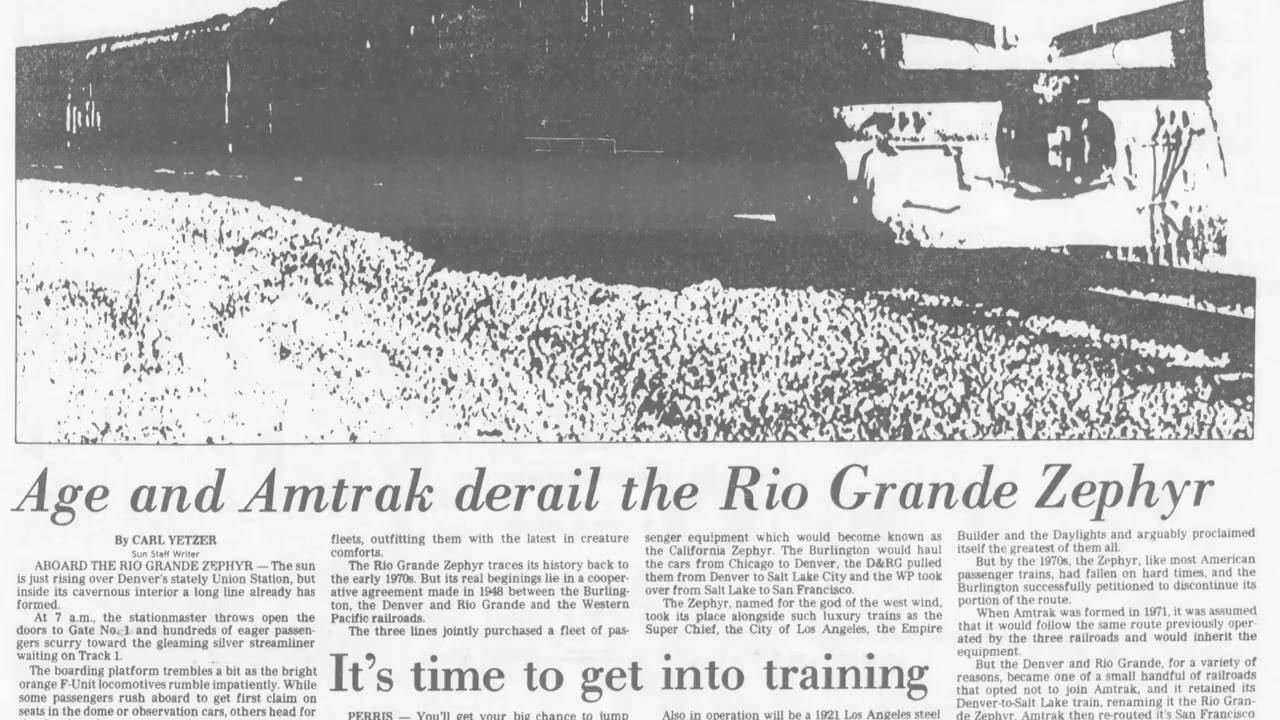 Age and Amtrak derail the Rio Grande Zephyr
By CARL YETZER
Sun Staff Writer
ABOARD THE RIO GRANDE ZEPHYR — The sun
is just rising over Denver's stately Union Station, but
inside its cavernous interior a long line already has
formed.
At 7 a.m., the stationmaster throws open the
doors to Gate No. 1 and hundreds of eager passen-
gers scurry toward the gleaming silver streamliner
waiting on Track 1.
The boarding platform trembles a bit as the bright
orange F-Unit locomotives rumble impatiently. While
some passengers rush aboard to get first claim on
seats in the dome or observation cars, others head for
fleets, outfitting them with the latest in creature
comforts.
The Rio Grande Zephyr traces its history back to
the early 1970s. But its real beginings lie in a cooper-
ative agreement made in 1948 between the Burling-
ton, the Denver and Rio Grande and the Western
Pacific railroads.
The three lines jointly purchased a fleet of pas-
senger equipment which would become known as
the California Zephyr. The Burlington would haul
the cars from Chicago to Denver, the D&RG pulled
them from Denver to Salt Lake City and the WP took
over from Salt Lake to San Francisco.
The Zephyr, named for the god of the west wind,
took its place alongside such luxury trains as the
Super Chief, the City of Los Angeles, the Empire
Builder and the Daylights and arguably proclaimed
itself the greatest of them all.
But by the 1970s, the Zephyr, like most American
passenger trains, had fallen on hard times, and the
Burlington successfully petitioned to discontinue its
portion of the route.
When Amtrak was formed in 1971, it was assumed
that it would follow the same route previously oper-
ated by the three railroads and would inherit the
equipment.
But the Denver and Rio Grande, for a variety of
reasons, became one of a small handful of railroads
that opted not to join Amtrak, and it retained its
Denver-to-Salt Lake train, renaming it the Rio Gran-
de Zephyr. Amtrak then re-routed it's San Francisco
It's time to get into training
PERRIS — You'll get your big chance to jump
Also in operation will be a 1921 Los Angeles steel